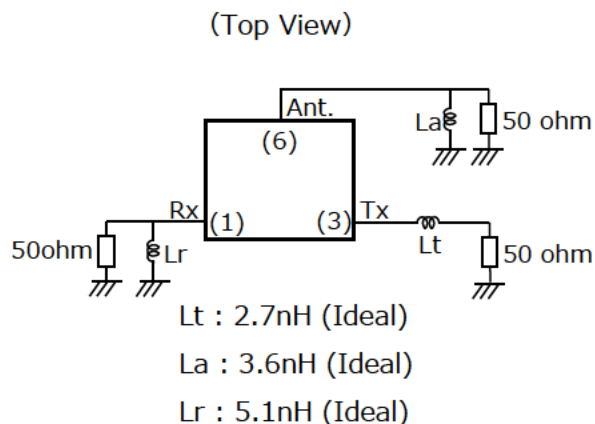 (Top View)
Ant.
(6)
La
50 ohm
Rx
(1)
(3)
Tx
50ohm
Lr
Lt
50 ohm
Lt : 2.7nH (Ideal)
La : 3.6nH (Ideal)
Lr : 5.1nH (Ideal)